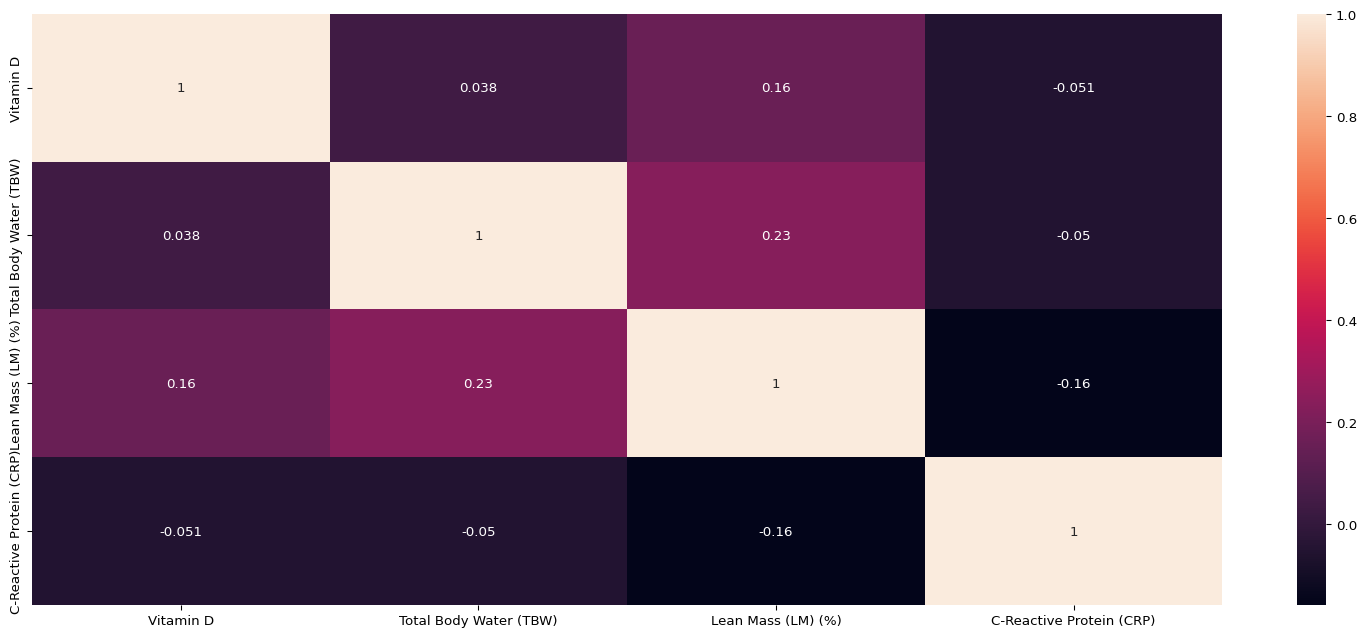 Vitamin D
1
0.038
0.16
-0.051
Total Body Water (TBW)
0.038
1
0.23
-0.05
Lean Mass (LM) (%)
0.16
0.23
1
-0.16
C-Reactive Protein (CRP)
-0.051
-0.05
-0.16
1
Vitamin D
Total Body Water (TBW)
Lean Mass (LM) (%)
C-Reactive Protein (CRP)
1.0
0.8
0.6
0.4
0.2
0.0